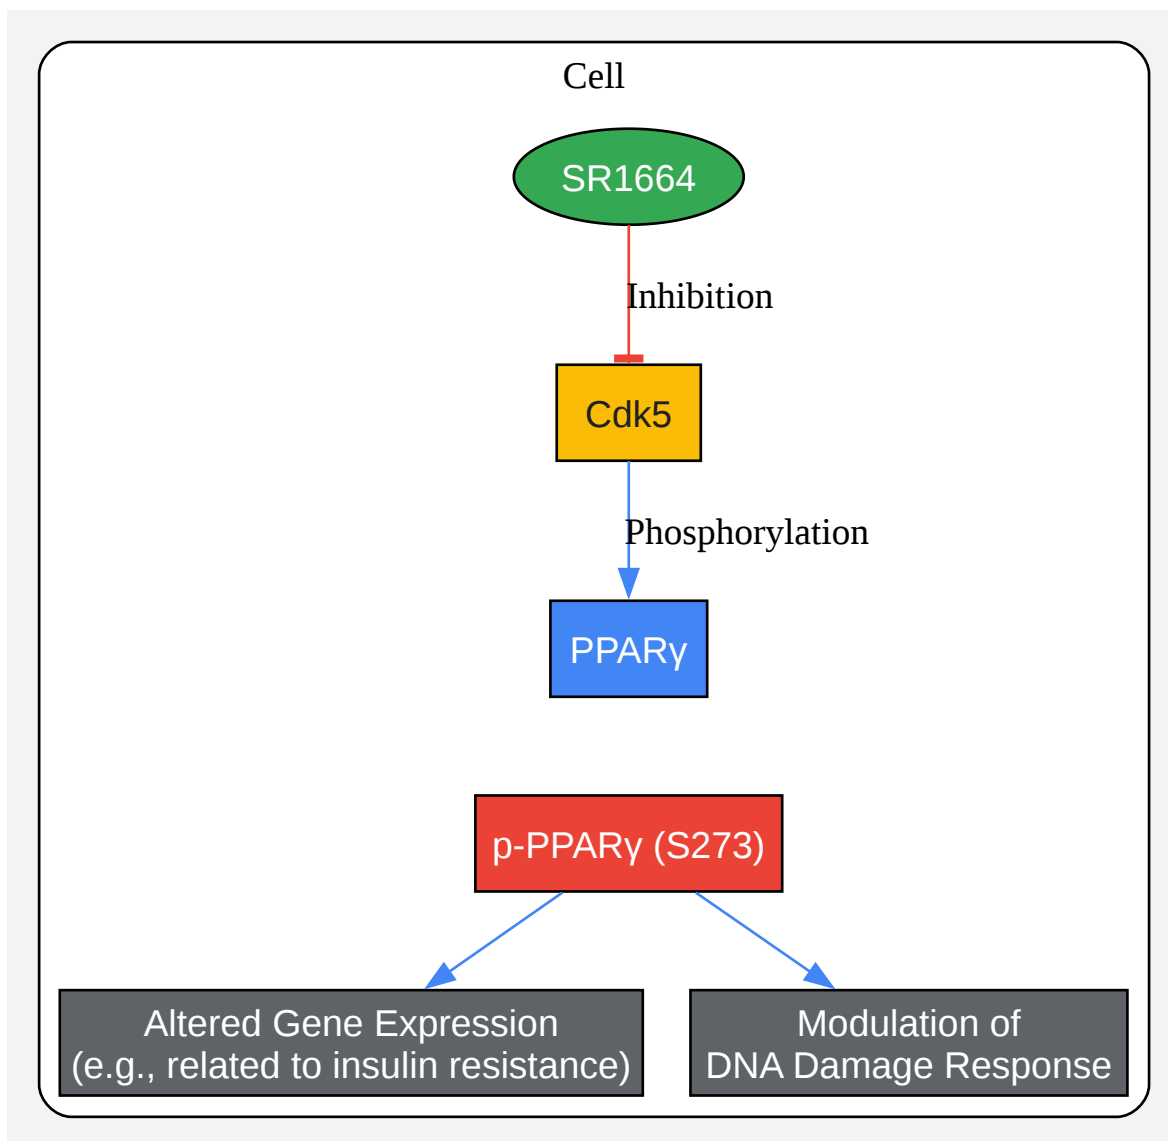 Cell
SR1664
Inhibition
Cdk5
Phosphorylation
PPARγ
p-PPARγ (S273)
Altered Gene Expression
(e.g., related to insulin resistance)
Modulation of
DNA Damage Response